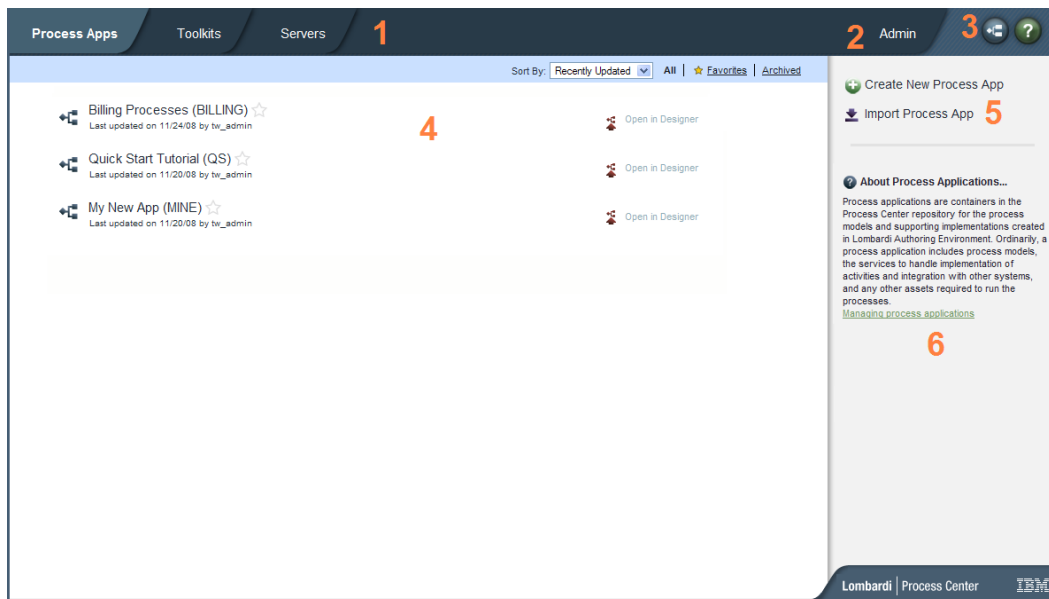 Process Apps Toolkits Servers 1 2 Admin 3 ?
Sort By: Recently Updated All | Favorites | Archived
Billing Processes (BILLING)
Last updated on 11/24/08 by tw_admin
4
Open in Designer
Quick Start Tutorial (QS)
Last updated on 11/20/08 by tw_admin
Open in Designer
My New App (MINE)
Last updated on 11/20/08 by tw_admin
Open in Designer
Create New Process App
Import Process App 5
? About Process Applications...
Process applications are containers in the
Process Center repository for the process
models and supporting implementations created
in Lombardi Authoring Environment. Ordinarily, a
process application includes process models,
the services to handle implementation of
activities and integration with other systems,
and any other assets required to run the
processes.
Managing process applications
6
Lombardi | Process Center IBM